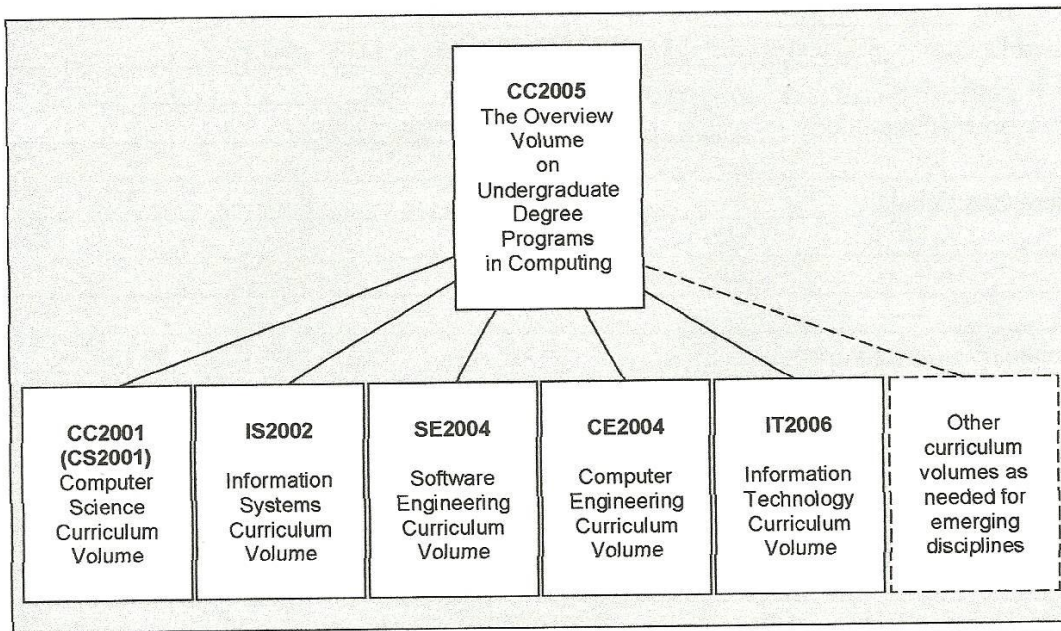 CC2005
The Overview
Volume
on
Undergraduate
Degree
Programs
in Computing
CC2001
(CS2001)
Computer
Science
Curriculum
Volume
IS2002
Information
Systems
Curriculum
Volume
SE2004
Software
Engineering
Curriculum
Volume
CE2004
Computer
Engineering
Curriculum
Volume
IT2006
Information
Technology
Curriculum
Volume
Other
curriculum
volumes as
needed for
emerging
disciplines